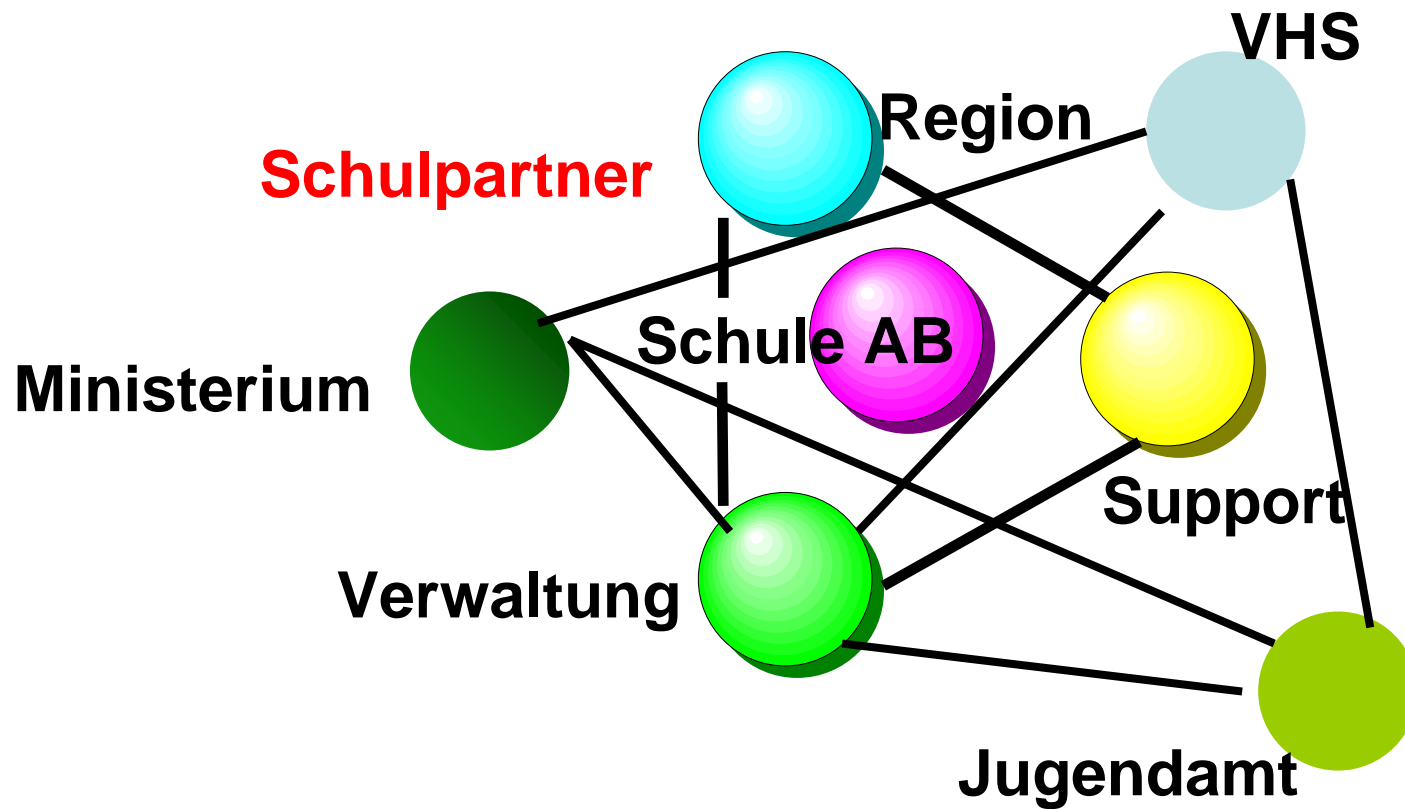 VHS
Region
Schulpartner
Schule AB
Ministerium
Support
Verwaltung
Jugendamt